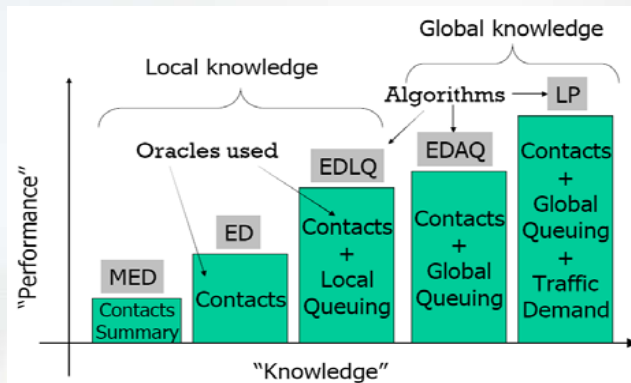 Global knowledge
Local knowledge
Algorithms
LP
Oracles used
EDLQ
EDAQ
ED
MED
Contacts
Summary
Contacts
Contacts
+
Local
Queuing
Contacts
+
Global
Queuing
Contacts
+
Global
Queuing
+
Traffic
Demand
"Performance"
"Knowledge"